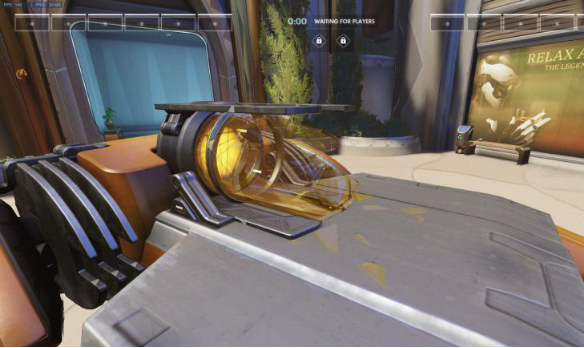 0:00 WAITING FOR PLAYERS
RELAX
THE LEGEN